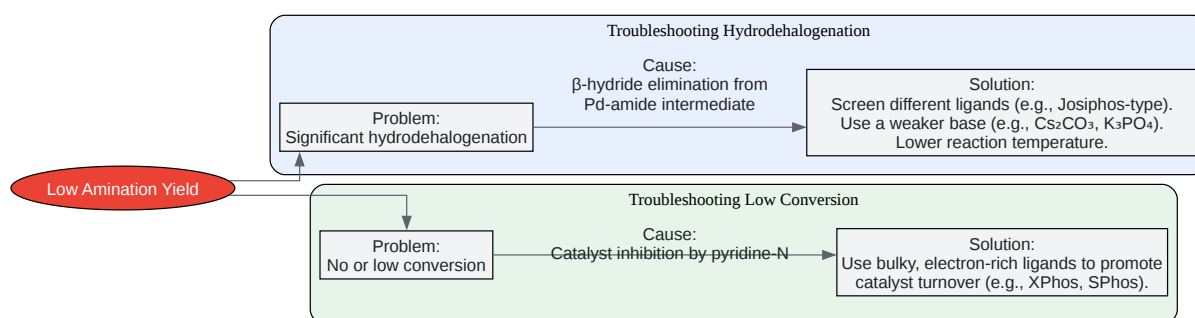 Troubleshooting Hydrodehalogenation
Cause:
β-hydride elimination from
Pd-amide intermediate
Problem:
Significant hydrodehalogenation
Solution:
Screen different ligands (e.g., Josiphos-type).
Use a weaker base (e.g., Cs₂CO₃, K₃PO₄).
Lower reaction temperature.
Low Amination Yield
Troubleshooting Low Conversion
Problem:
No or low conversion
Cause:
Catalyst inhibition by pyridine-N
Solution:
Use bulky, electron-rich ligands to promote
catalyst turnover (e.g., XPhos, SPhos).